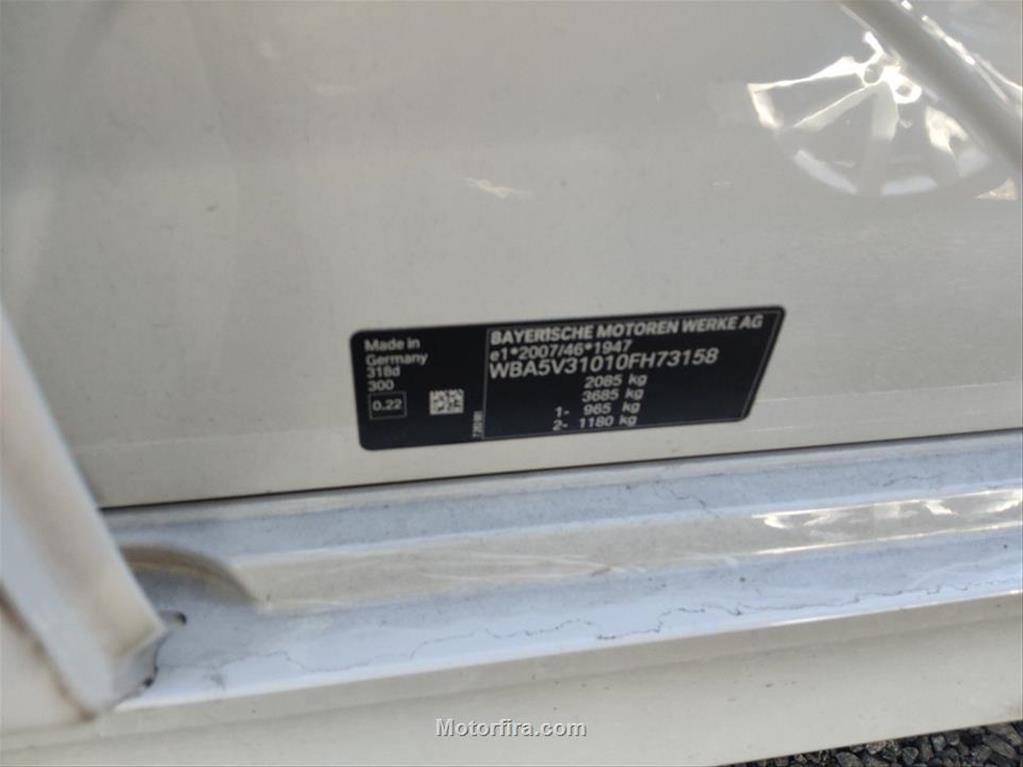 Made in
Germany
318d
300
0.22
BAYERISCHE MOTOREN WERKE AG
e1*2007/46*1947
WBA5V31010FH73158
2085 kg
3685 kg
1- 965 kg
2- 1180 kg
Motorfira.com